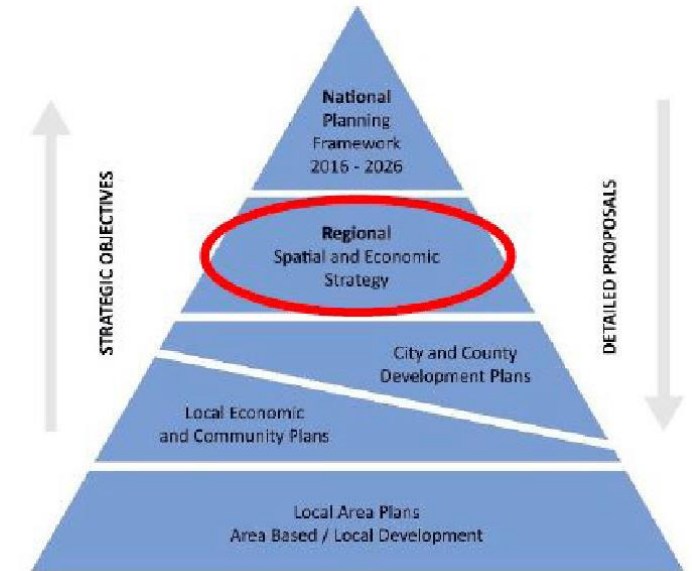 National
Planning
Framework
2016 - 2026
STRATEGIC OBJECTIVES
DETAILED PROPOSALS
Regional
Spatial and Economic
Strategy
City and County
Development Plans
Local Economic
and Community Plans
Local Area Plans
Area Based / Local Development